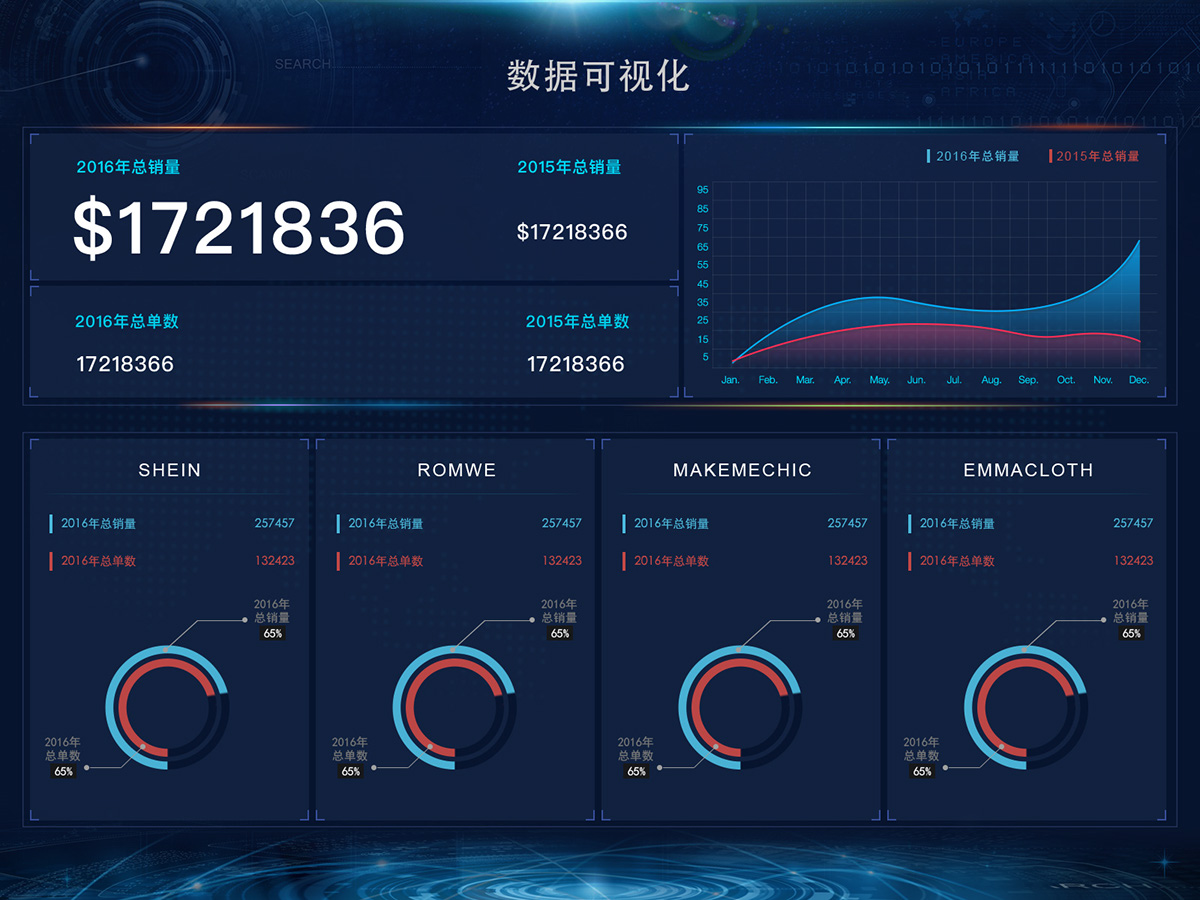 SEARCH
EUROPE
AFRICA
数据可视化
2016年总销量
$1721836
2015年总销量
$17218366
2016年总单数
17218366
2015年总单数
17218366
2016年总销量 2015年总销量
95
85
75
65
55
45
35
25
15
5
Jan. Feb. Mar. Apr. May. Jun. Jul. Aug. Sep. Oct. Nov. Dec.
SHEIN
2016年总销量 257457
2016年总单数 132423
2016年
总销量
65%
2016年
总单数
65%
ROMWE
2016年总销量 257457
2016年总单数 132423
2016年
总销量
65%
2016年
总单数
65%
MAKEMECHIC
2016年总销量 257457
2016年总单数 132423
2016年
总销量
65%
2016年
总单数
65%
EMMACLOTH
2016年总销量 257457
2016年总单数 132423
2016年
总销量
65%
2016年
总单数
65%